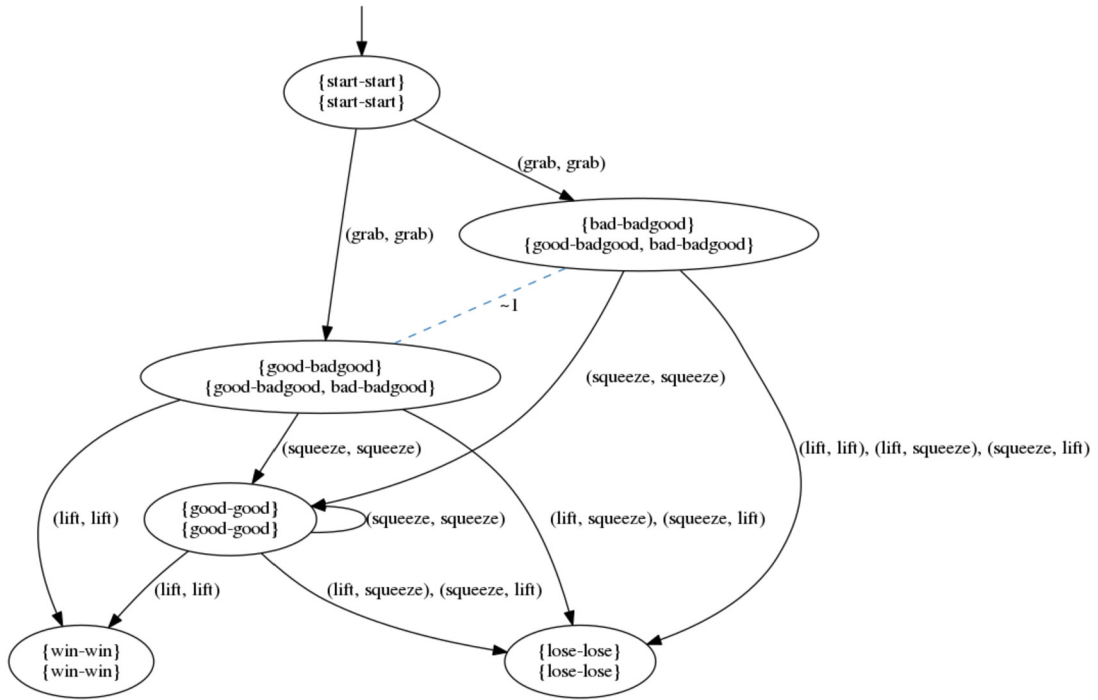 {start-start}
{start-start}
(grab, grab)
(grab, grab)
{bad-badgood}
{good-badgood, bad-badgood}
~1
{good-badgood}
{good-badgood, bad-badgood}
(squeeze, squeeze)
(squeeze, squeeze)
(lift, lift), (lift, squeeze), (squeeze, lift)
(lift, lift)
{good-good}
{good-good}
(squeeze, squeeze)
(lift, squeeze), (squeeze, lift)
(lift, lift)
(lift, squeeze), (squeeze, lift)
{win-win}
{win-win}
{lose-lose}
{lose-lose}